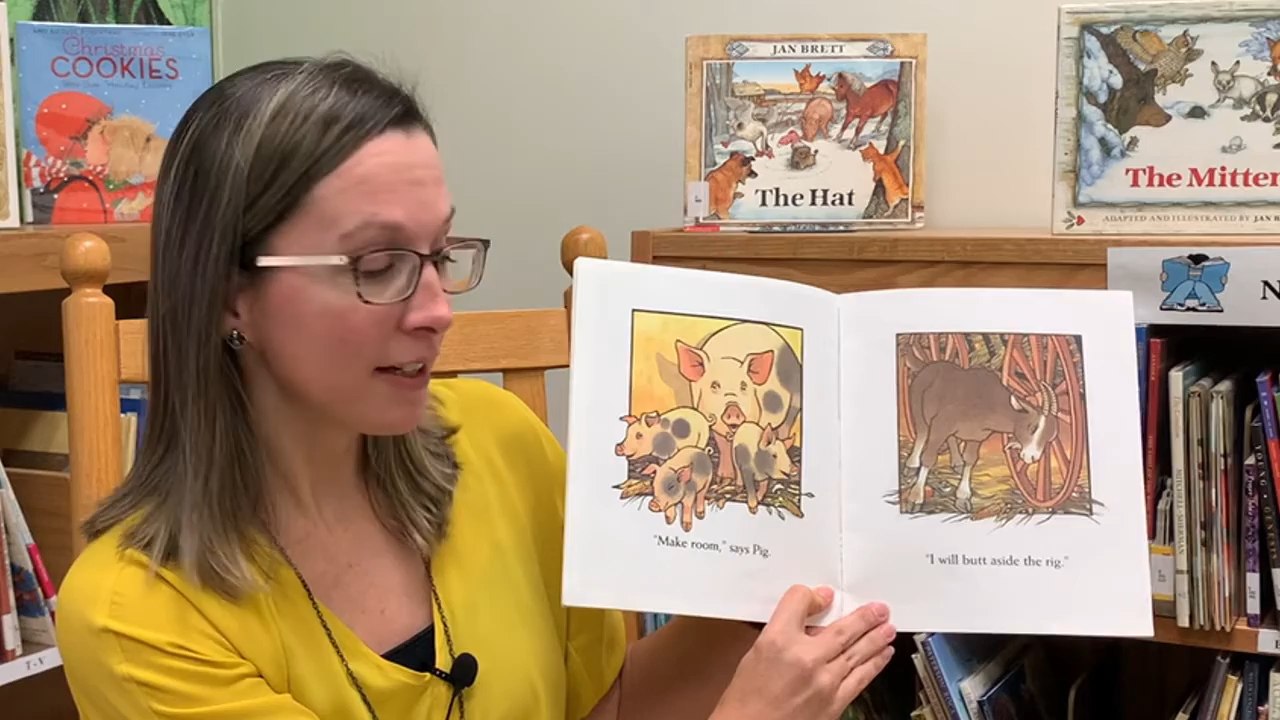 Christmas
COOKIES
JAN BRETT
The Hat
The Mitten
ADAPTED AND ILLUSTRATED BY JAN
N
"Make room," says Pig.
"I will butt aside the rig."
T-V